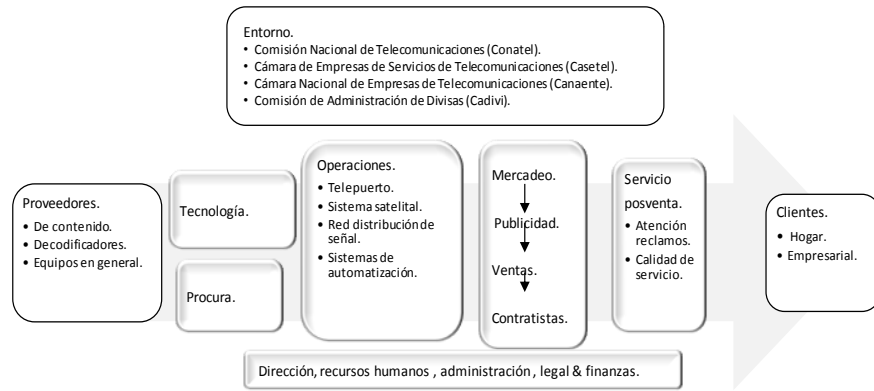 Entorno.
• Comisión Nacional de Telecomunicaciones (Conatel).
• Cámara de Empresas de Servicios de Telecomunicaciones (Casetel).
• Cámara Nacional de Empresas de Telecomunicaciones (Canaente).
• Comisión de Administración de Divisas (Cadivi).
Proveedores.
• De contenido.
• Decodificadores.
• Equipos en general.
Tecnología.
Procura.
Operaciones.
• Telepuerto.
• Sistema satelital.
• Red distribución de
señal.
• Sistemas de
automatización.
Mercadeo.
Publicidad.
Ventas.
Contratistas.
Servicio
posventa.
• Atención
reclamos.
• Calidad de
servicio.
Clientes.
• Hogar.
• Empresarial.
Dirección, recursos humanos , administración , legal & finanzas.